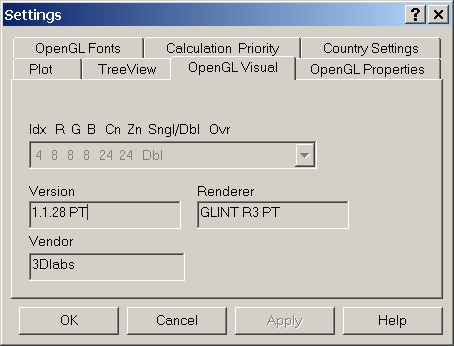 Settings
OpenGL Fonts Calculation Priority Country Settings
Plot TreeView OpenGL Visual OpenGL Properties
Idx R G B Cn Zn Sngl/Dbl Ovr
4 8 8 8 24 24 Dbl
Version Renderer
1.1.28 PT GLINT R3 PT
Vendor
3Dlabs
OK Cancel Apply Help